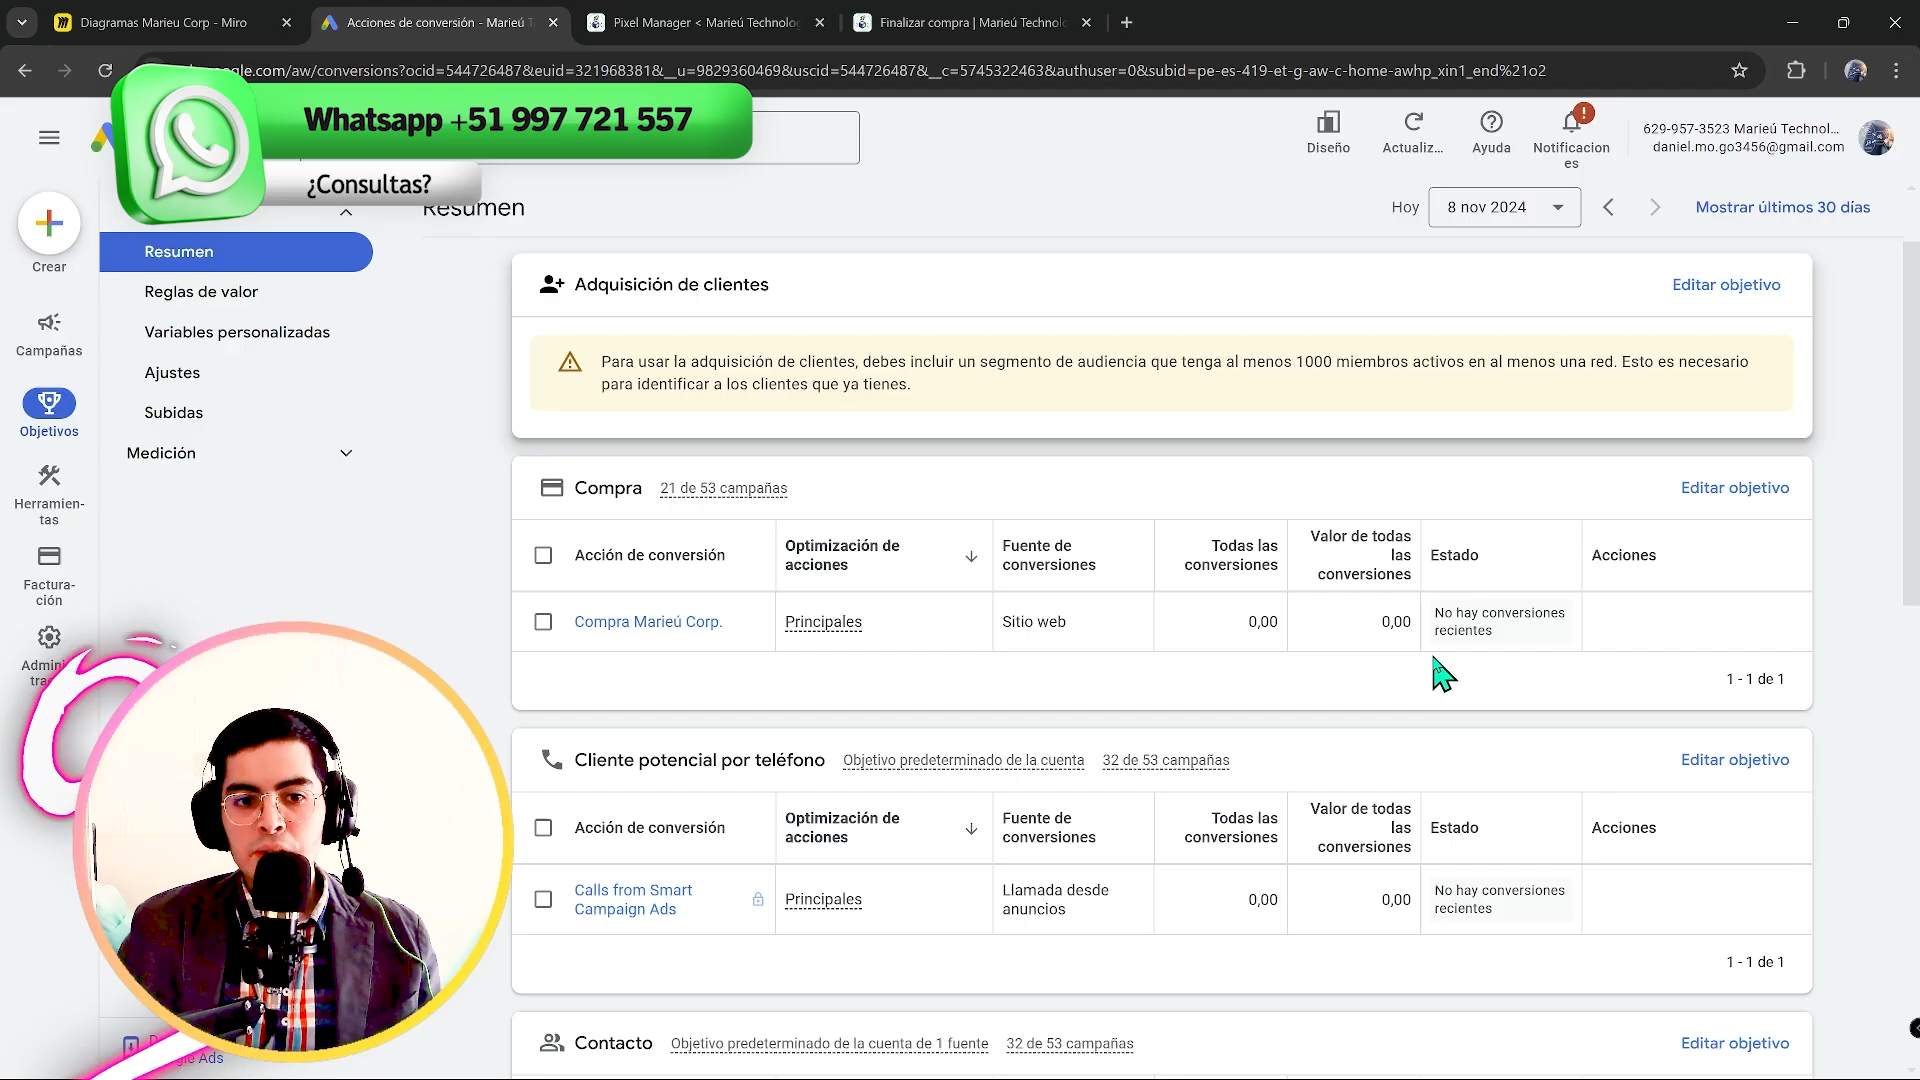 Diagramas Marieu Corp - Miro
Acciones de conversión - Marieú T
Pixel Manager < Marieú Technolog
Finalizar compra | Marieú Technol
gle.com/aw/conversions?ocid=544726487&euid=321968381&__u=9829360469&uscid=544726487&__c=5745322463&authuser=0&subid=pe-es-419-et-g-aw-c-home-awhp_xin1_end%21o2
Whatsapp +51 997 721 557
¿Consultas?
Diseño
Actualiz...
Ayuda
Notificacion
es
629-957-3523 Marieú Technol...
daniel.mo.go3456@gmail.com
Crear
Campañas
Objetivos
Herramien-
tas
Factura-
ción
Admini
tra
Resumen
Reglas de valor
Variables personalizadas
Ajustes
Subidas
Medición
gle Ads
Resumen
Hoy
8 nov 2024
Mostrar últimos 30 días
Adquisición de clientes
Editar objetivo
Para usar la adquisición de clientes, debes incluir un segmento de audiencia que tenga al menos 1000 miembros activos en al menos una red. Esto es necesario
para identificar a los clientes que ya tienes.
Compra 21 de 53 campañas
Editar objetivo
Acción de conversión
Optimización de
acciones
Fuente de
conversiones
Todas las
conversiones
Valor de todas
las
conversiones
Estado
Acciones
Compra Marieú Corp.
Principales
Sitio web
0,00
0,00
No hay conversiones
recientes
1 - 1 de 1
Cliente potencial por teléfono Objetivo predeterminado de la cuenta 32 de 53 campañas
Editar objetivo
Acción de conversión
Optimización de
acciones
Fuente de
conversiones
Todas las
conversiones
Valor de todas
las
conversiones
Estado
Acciones
Calls from Smart
Campaign Ads
Principales
Llamada desde
anuncios
0,00
0,00
No hay conversiones
recientes
1 - 1 de 1
Contacto Objetivo predeterminado de la cuenta de 1 fuente 32 de 53 campañas
Editar objetivo